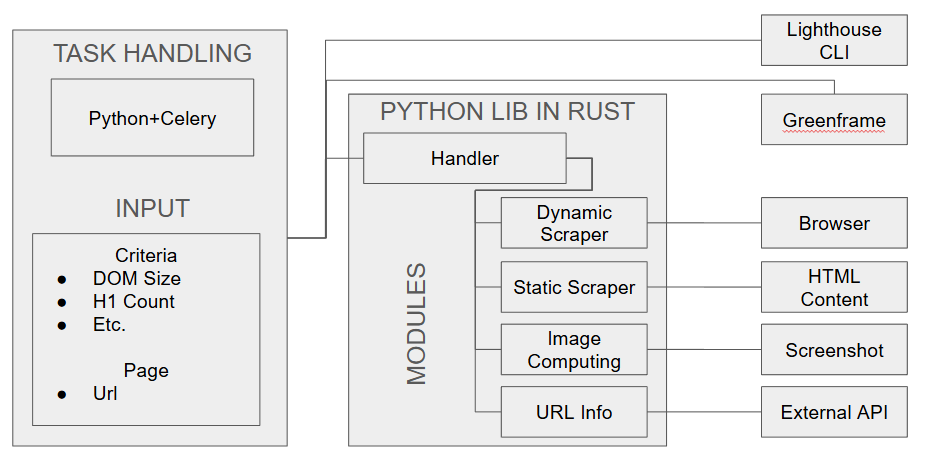 TASK HANDLING
Python+Celery
INPUT
Criteria
● DOM Size
● H1 Count
● Etc.
Page
● Url
PYTHON LIB IN RUST
Handler
MODULES
Dynamic
Scraper
Static Scraper
Image
Computing
URL Info
Lighthouse
CLI
Greenframe
Browser
HTML
Content
Screenshot
External API